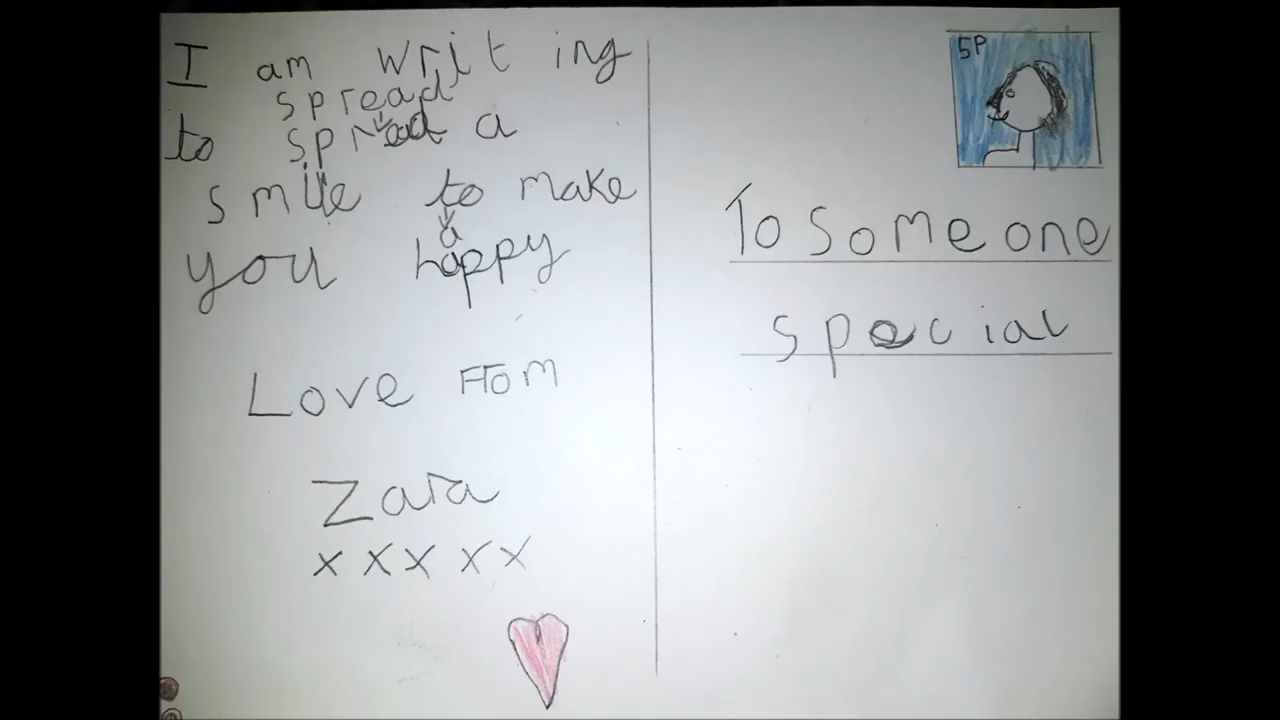 I am writing
spread
to spread a
smile to make
you happy
Love From
Zara
x x x x x
5P
To someone
special